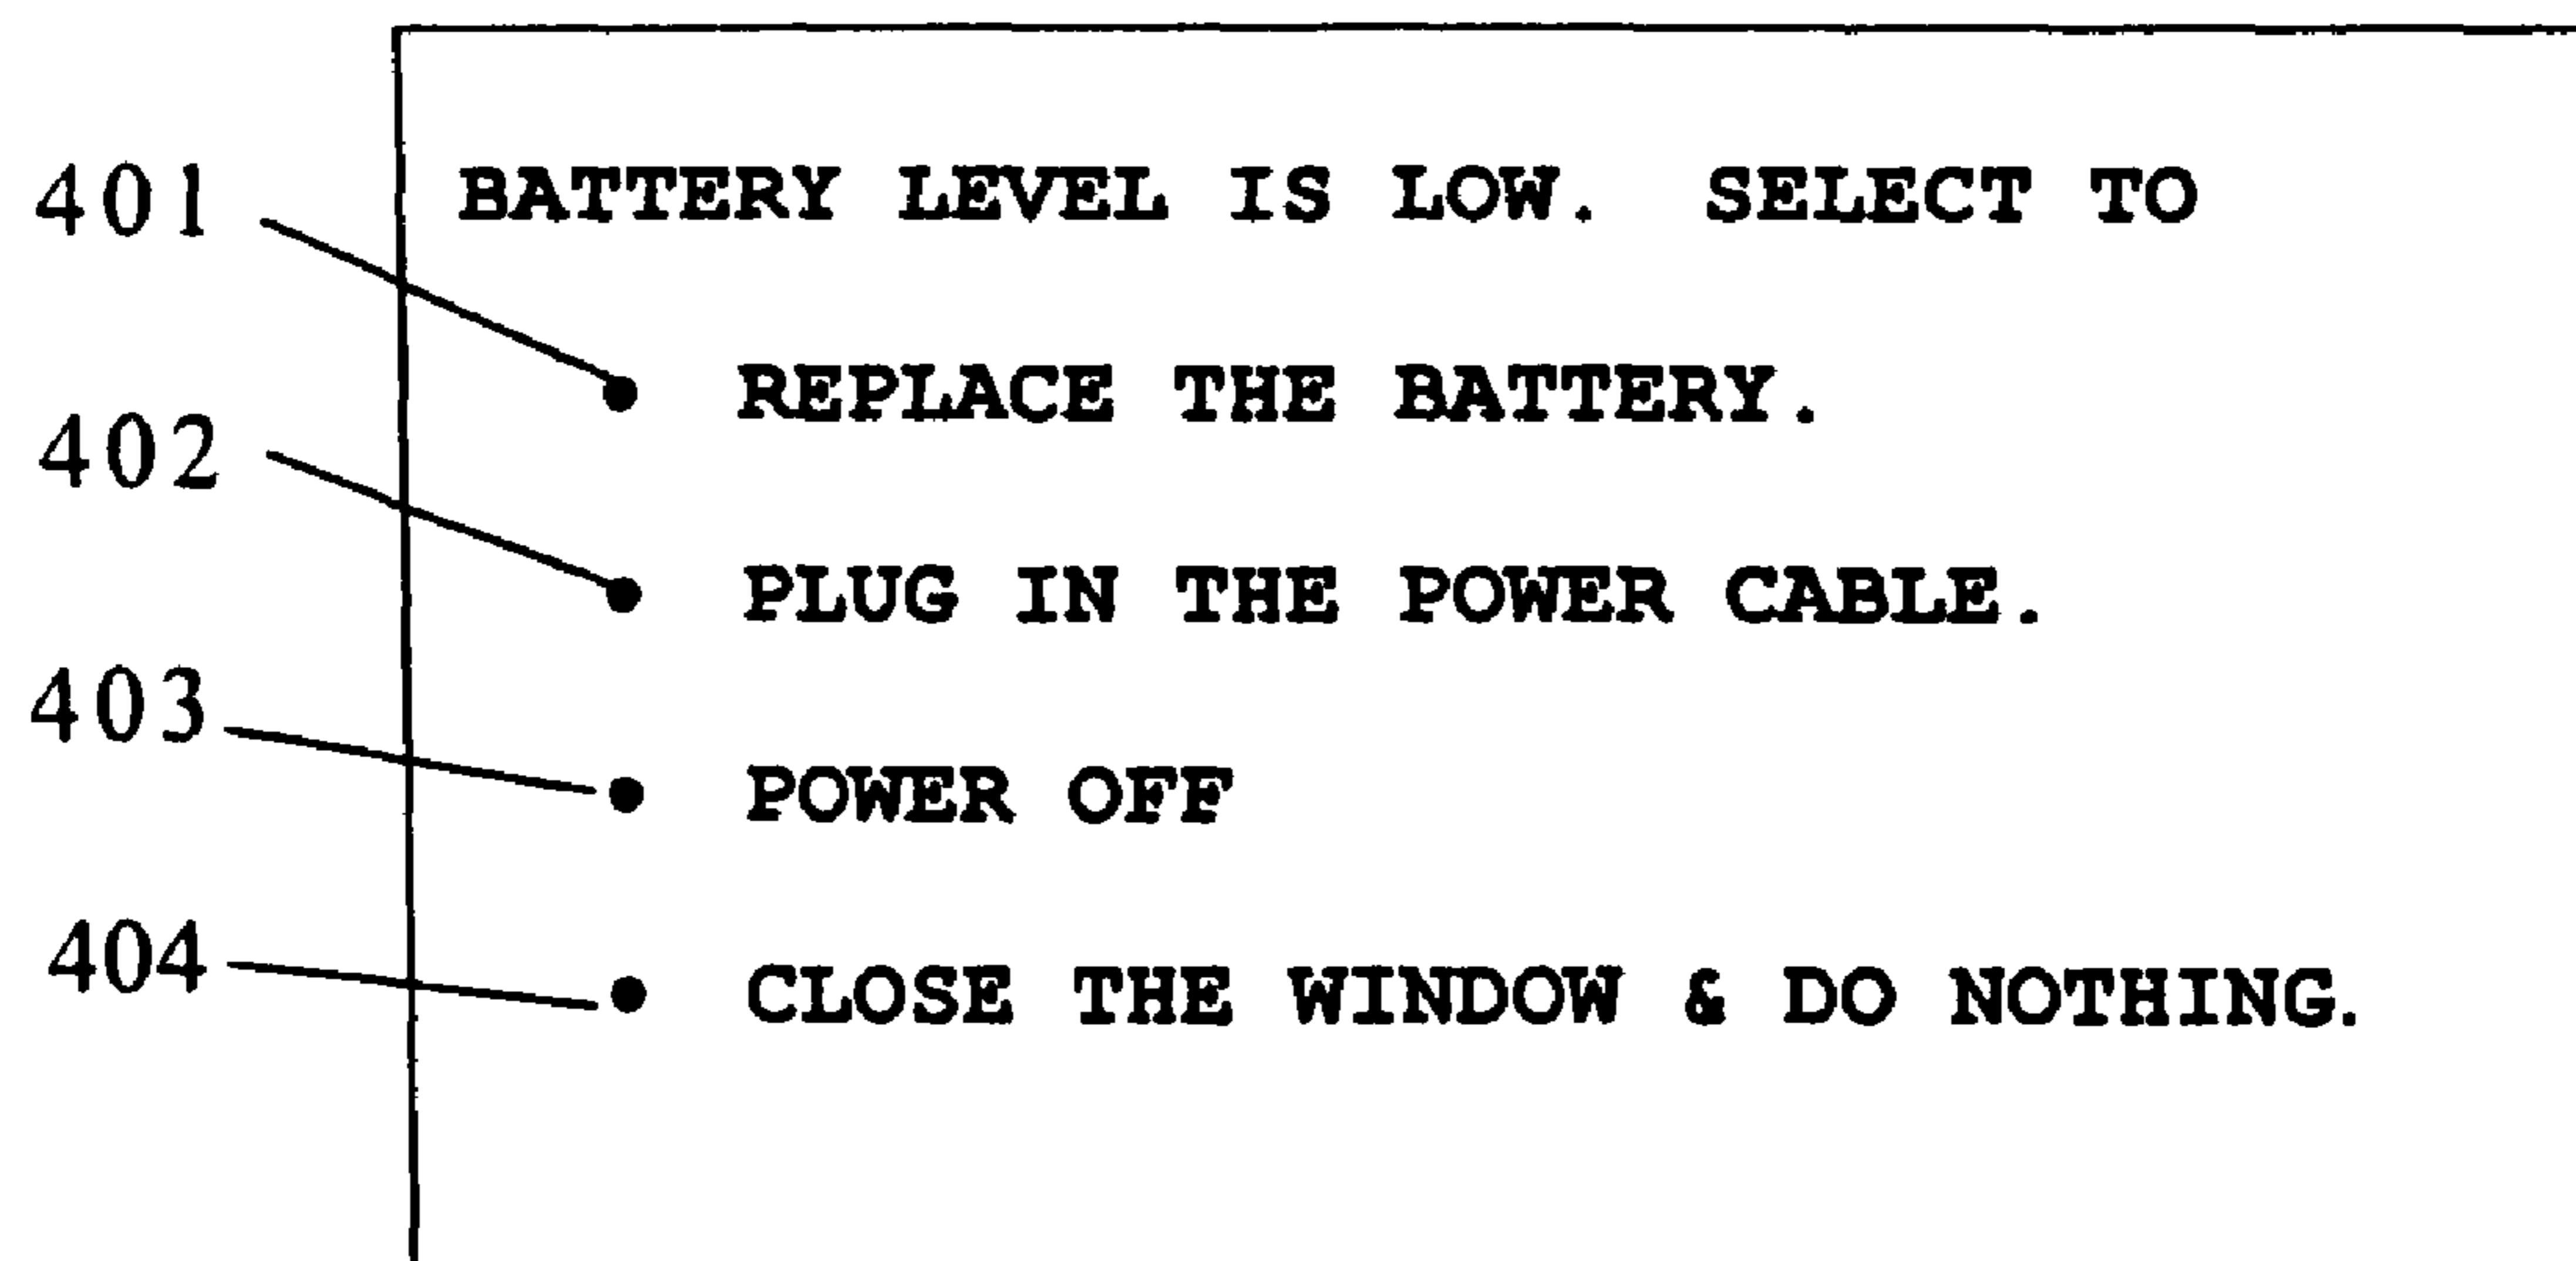 BATTERY LEVEL IS LOW. SELECT TO
401
• REPLACE THE BATTERY.
402
• PLUG IN THE POWER CABLE.
403
• POWER OFF
404
• CLOSE THE WINDOW & DO NOTHING.